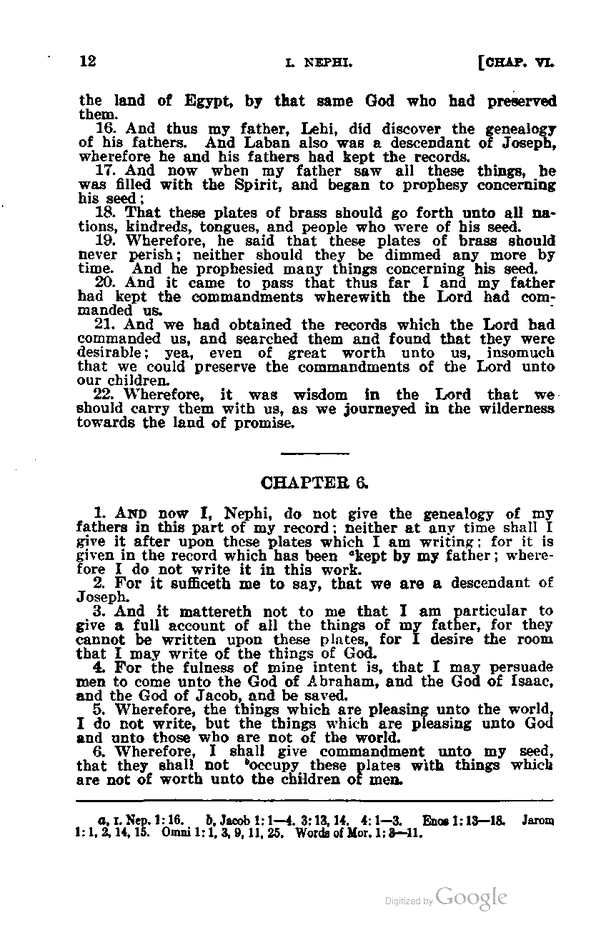 12 I. NEPHI. [CHAP. VI.
the land of Egypt, by that same God who had preserved
them.
16. And thus my father, Lehi, did discover the genealogy
of his fathers. And Laban also was a descendant of Joseph,
wherefore he and his fathers had kept the records.
17. And now when my father saw all these things, he
was filled with the Spirit, and began to prophesy concerning
his seed;
18. That these plates of brass should go forth unto all na-
tions, kindreds, tongues, and people who were of his seed.
19. Wherefore, he said that these plates of brass should
never perish; neither should they be dimmed any more by
time. And he prophesied many things concerning his seed.
20. And it came to pass that thus far I and my father
had kept the commandments wherewith the Lord had com-
manded us.
21. And we had obtained the records which the Lord had
commanded us, and searched them and found that they were
desirable; yea, even of great worth unto us, insomuch
that we could preserve the commandments of the Lord unto
our children.
22. Wherefore, it was wisdom in the Lord that we
should carry them with us, as we journeyed in the wilderness
towards the land of promise.
CHAPTER 6.
1. AND now I, Nephi, do not give the genealogy of my
fathers in this part of my record; neither at any time shall I
give it after upon these plates which I am writing; for it is
given in the record which has been ᵃkept by my father; where-
fore I do not write it in this work.
2. For it sufficeth me to say, that we are a descendant of
Joseph.
3. And it mattereth not to me that I am particular to
give a full account of all the things of my father, for they
cannot be written upon these plates, for I desire the room
that I may write of the things of God.
4. For the fulness of mine intent is, that I may persuade
men to come unto the God of Abraham, and the God of Isaac,
and the God of Jacob, and be saved.
5. Wherefore, the things which are pleasing unto the world,
I do not write, but the things which are pleasing unto God
and unto those who are not of the world.
6. Wherefore, I shall give commandment unto my seed,
that they shall not ᵇoccupy these plates with things which
are not of worth unto the children of men.
a, I. Nep. 1:16. b, Jacob 1:1—4. 3:13, 14. 4:1—3. Enos 1:13—18. Jarom
1:1, 2, 14, 15. Omni 1:1, 3, 9, 11, 25. Words of Mor. 1:3—11.
Digitized by Google